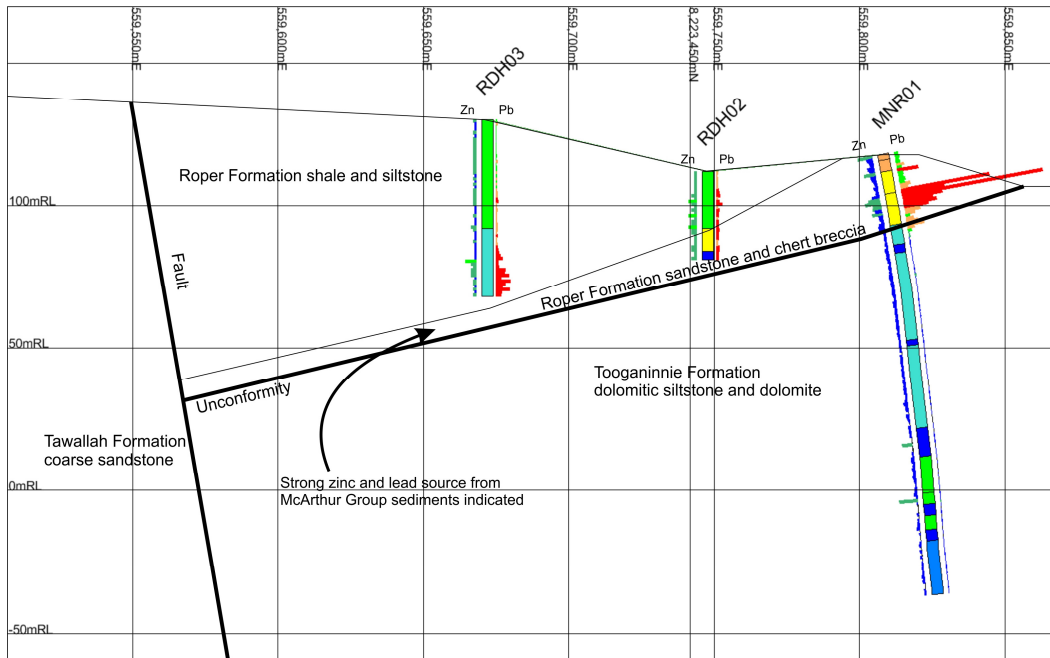 559,550mE
559,600mE
559,650mE
559,700mE
8,223,450mN
559,750mE
559,800mE
559,850mE
RDH03
RDH02
MNR01
Zn
Pb
Zn
Pb
Zn
Pb
Roper Formation shale and siltstone
100mRL
Fault
Roper Formation sandstone and chert breccia
50mRL
Unconformity
Tooganinnie Formation
dolomitic siltstone and dolomite
Tawallah Formation
coarse sandstone
Strong zinc and lead source from
McArthur Group sediments indicated
0mRL
-50mRL